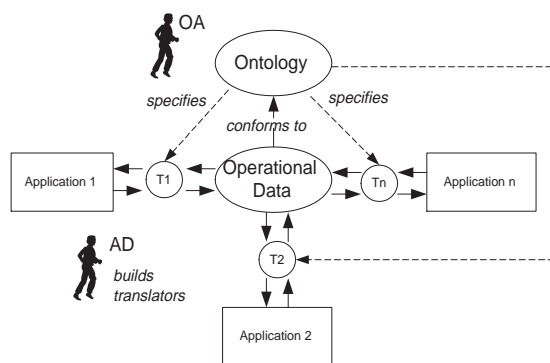 OA
Ontology
specifies
specifies
conforms to
Application 1
T1
Operational
Data
Tn
Application n
AD
builds
translators
T2
Application 2